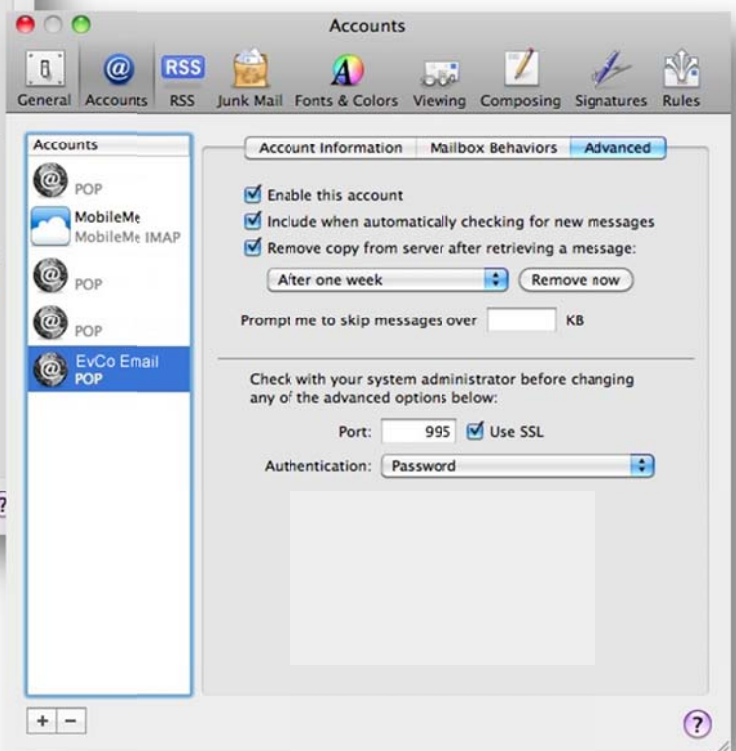 Accounts
General Accounts RSS Junk Mail Fonts & Colors Viewing Composing Signatures Rules
RSS
Accounts
POP
MobileMe
MobileMe IMAP
POP
POP
EvCo Email
POP
Account Information Mailbox Behaviors Advanced
Enable this account
Include when automatically checking for new messages
Remove copy from server after retrieving a message:
After one week Remove now
Prompt me to skip messages over KB
Check with your system administrator before changing
any of the advanced options below:
Port: 995 Use SSL
Authentication: Password
+ − ?
?